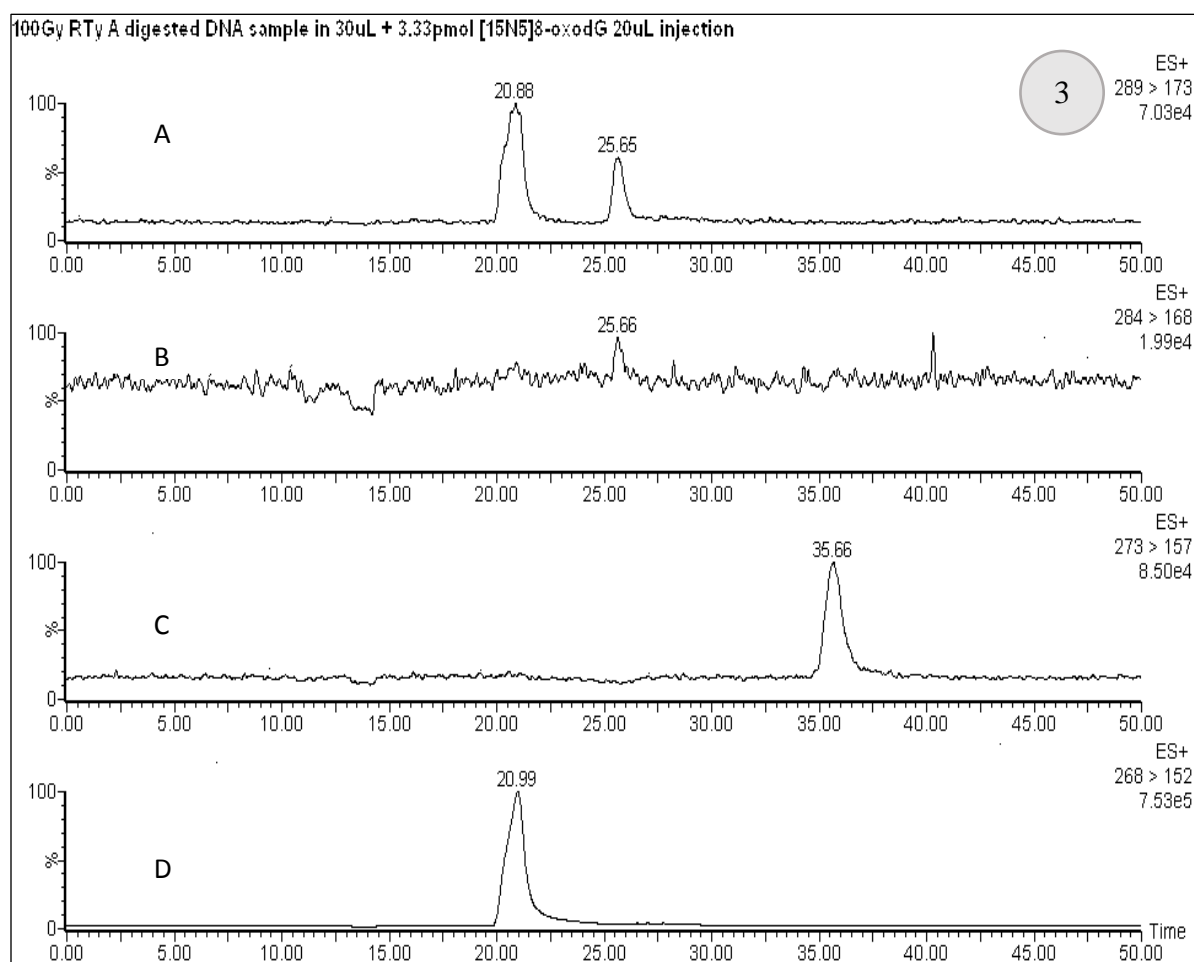 100Gy RTy A digested DNA sample in 30uL + 3.33pmol [15N5]8-oxodG 20uL injection
3
ES+
289 > 173
7.03e4
A
20.88
25.65
100
%
0
0.00 5.00 10.00 15.00 20.00 25.00 30.00 35.00 40.00 45.00 50.00
ES+
284 > 168
1.99e4
B
25.66
100
%
0
0.00 5.00 10.00 15.00 20.00 25.00 30.00 35.00 40.00 45.00 50.00
ES+
273 > 157
8.50e4
C
35.66
100
%
0
0.00 5.00 10.00 15.00 20.00 25.00 30.00 35.00 40.00 45.00 50.00
ES+
268 > 152
7.53e5
D
20.99
100
%
0
Time
0.00 5.00 10.00 15.00 20.00 25.00 30.00 35.00 40.00 45.00 50.00